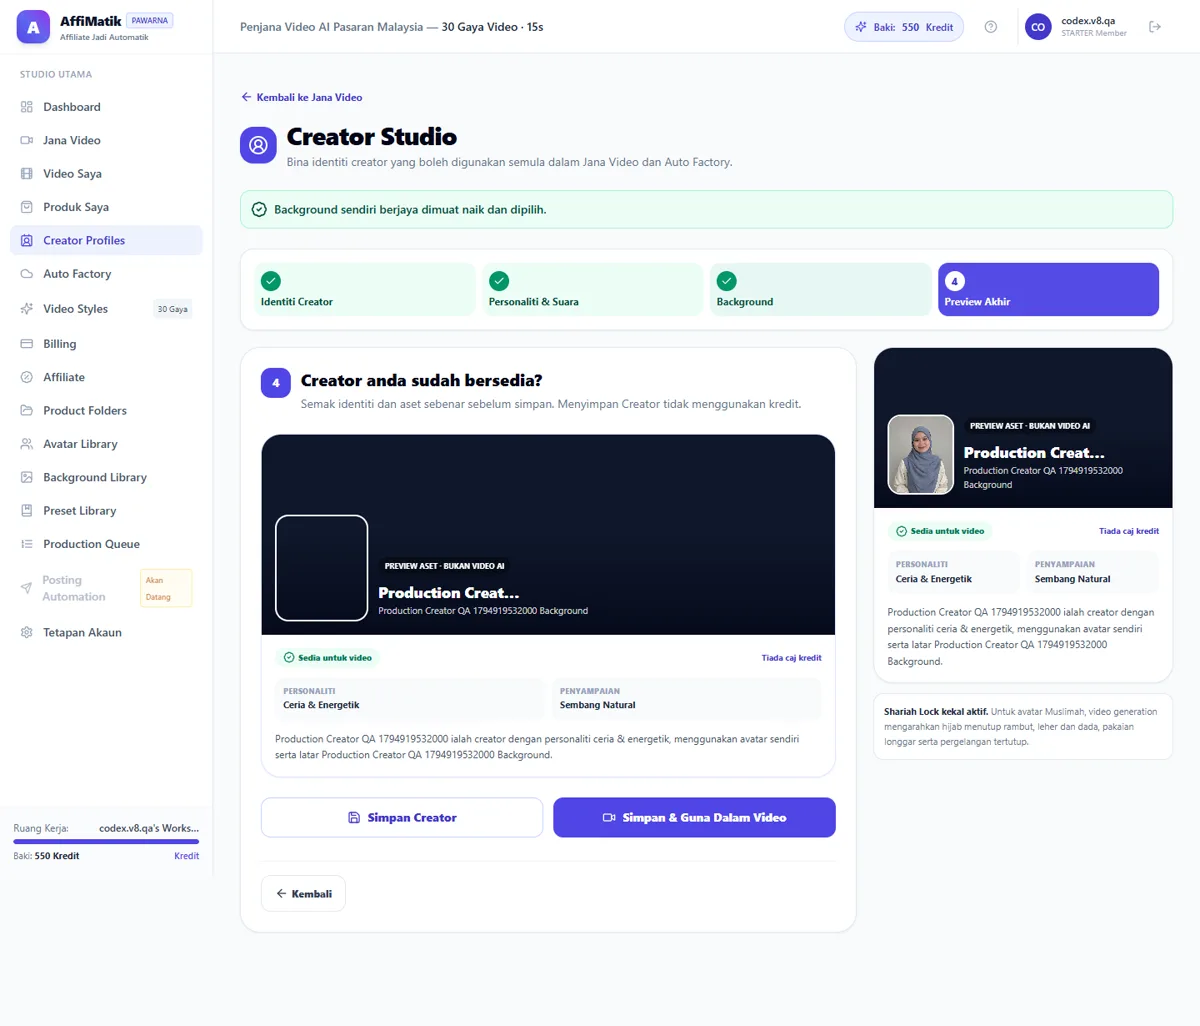 A
AffiMatik
PAWARNA
Affiliate Jadi Automatik
Penjana Video AI Pasaran Malaysia — 30 Gaya Video · 15s
Baki: 550 Kredit
CO
codex.v8.qa
STARTER Member
STUDIO UTAMA
Dashboard
Jana Video
Video Saya
Produk Saya
Creator Profiles
Auto Factory
Video Styles
30 Gaya
Billing
Affiliate
Product Folders
Avatar Library
Background Library
Preset Library
Production Queue
Posting
Automation
Akan
Datang
Tetapan Akaun
Ruang Kerja: codex.v8.qa's Works...
Baki: 550 Kredit
Kredit
Kembali ke Jana Video
Creator Studio
Bina identiti creator yang boleh digunakan semula dalam Jana Video dan Auto Factory.
Background sendiri berjaya dimuat naik dan dipilih.
Identiti Creator
Personaliti & Suara
Background
4
Preview Akhir
4
Creator anda sudah bersedia?
Semak identiti dan aset sebenar sebelum simpan. Menyimpan Creator tidak menggunakan kredit.
PREVIEW ASET · BUKAN VIDEO AI
Production Creat...
Production Creator QA 1794919532000 Background
Sedia untuk video
Tiada caj kredit
PERSONALITI
Ceria & Energetik
PENYAMPAIAN
Sembang Natural
Production Creator QA 1794919532000 ialah creator dengan personaliti ceria & energetik, menggunakan avatar sendiri
serta latar Production Creator QA 1794919532000 Background.
Simpan Creator
Simpan & Guna Dalam Video
Kembali
PREVIEW ASET · BUKAN VIDEO AI
Production Creat...
Production Creator QA 1794919532000
Background
Sedia untuk video
Tiada caj kredit
PERSONALITI
Ceria & Energetik
PENYAMPAIAN
Sembang Natural
Production Creator QA 1794919532000 ialah creator dengan
personaliti ceria & energetik, menggunakan avatar sendiri
serta latar Production Creator QA 1794919532000
Background.
Shariah Lock kekal aktif. Untuk avatar Muslimah, video generation
mengarahkan hijab menutup rambut, leher dan dada, pakaian
longgar serta pergelangan tertutup.